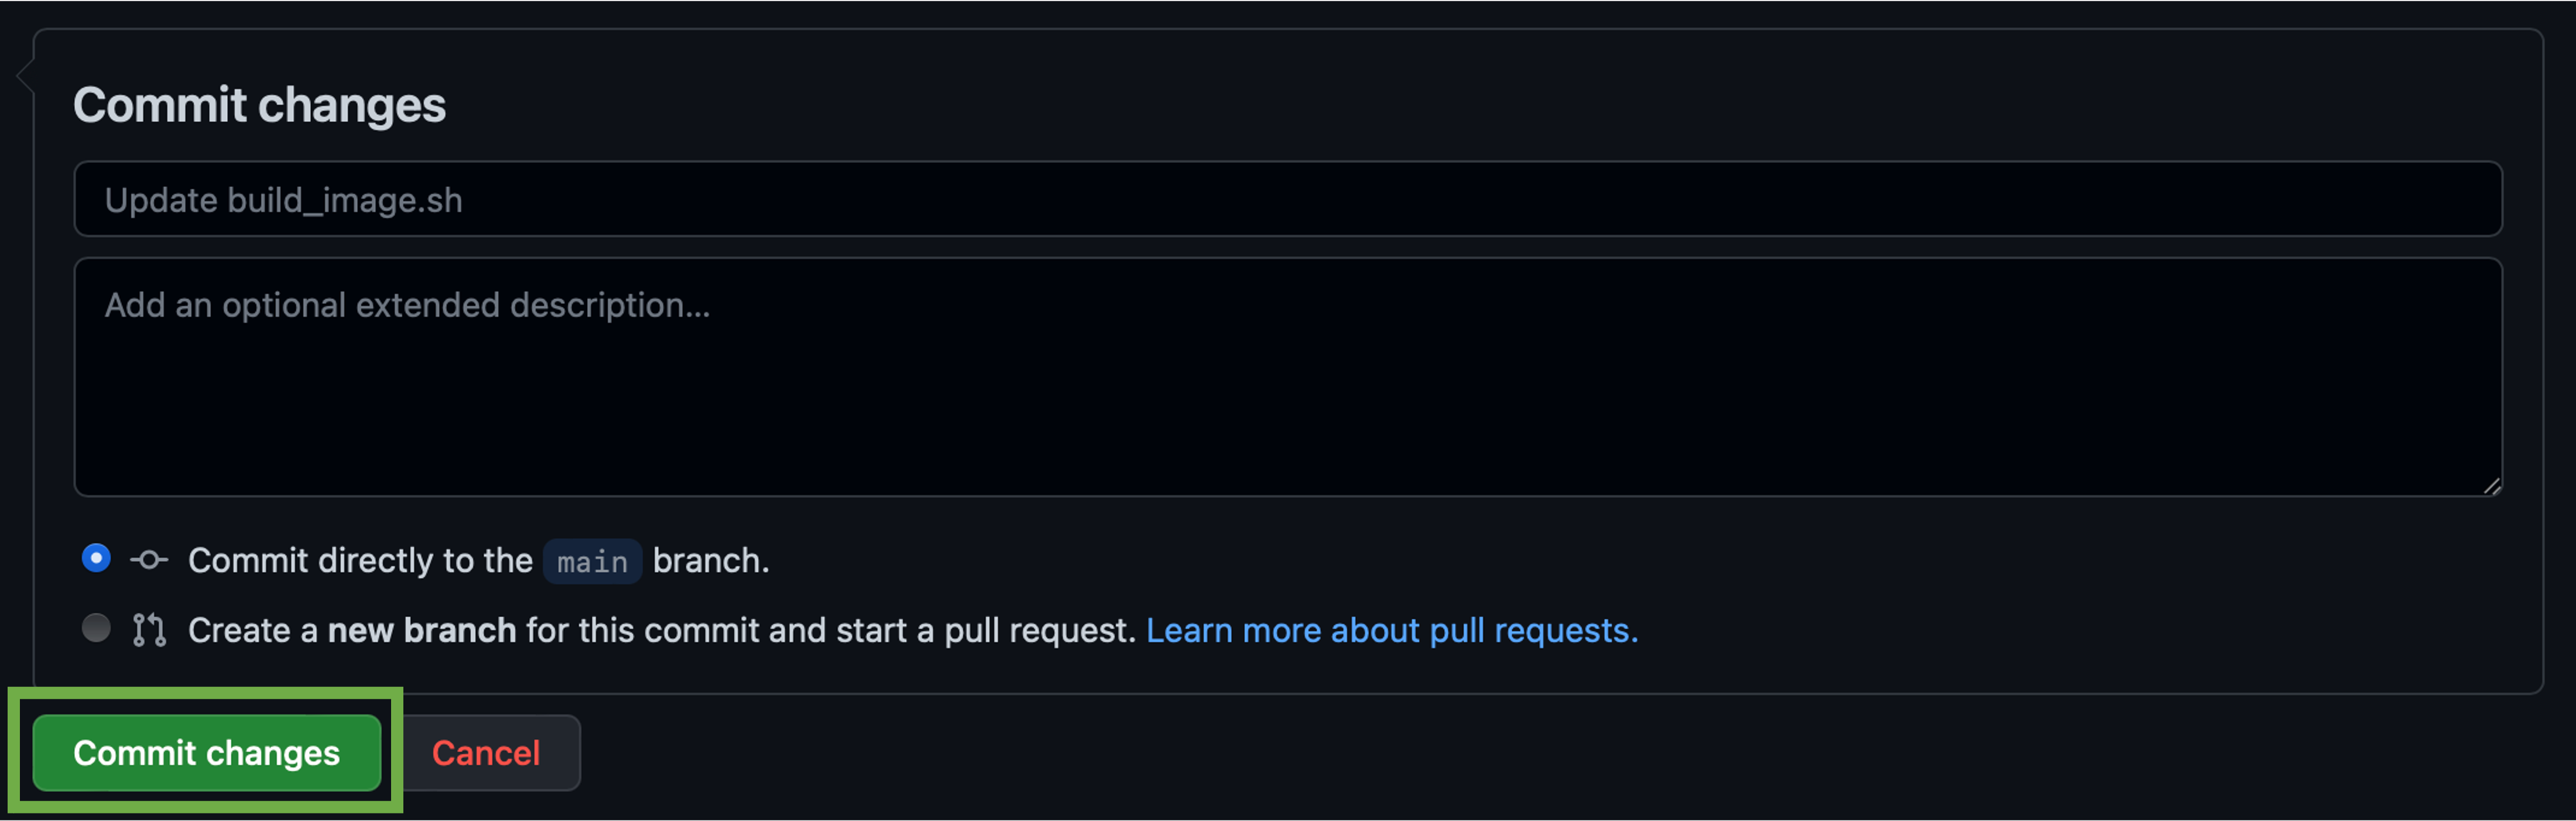 Commit changes
Update build_image.sh
Add an optional extended description...
Commit directly to the main branch.
Create a new branch for this commit and start a pull request. Learn more about pull requests.
Commit changes Cancel